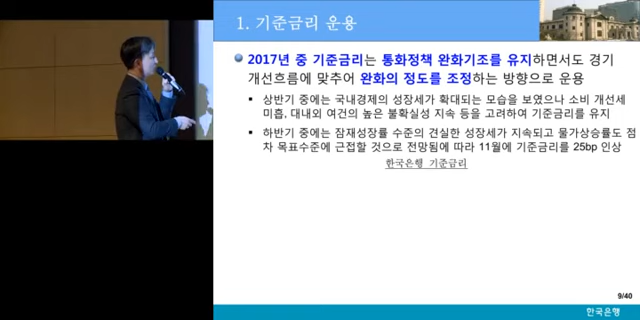 1. 기준금리 운용
2017년 중 기준금리는 통화정책 완화기조를 유지하면서도 경기
개선흐름에 맞추어 완화의 정도를 조정하는 방향으로 운용
상반기 중에는 국내경제의 성장세가 확대되는 모습을 보였으나 소비 개선세
미흡, 대내외 여건의 높은 불확실성 지속 등을 고려하여 기준금리를 유지
하반기 중에는 잠재성장률 수준의 견실한 성장세가 지속되고 물가상승률도 점
차 목표수준에 근접할 것으로 전망됨에 따라 11월에 기준금리를 25bp 인상
한국은행 기준금리
9/40
한국은행